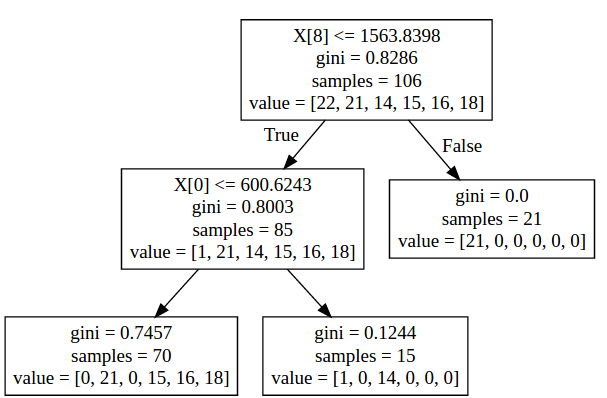 X[8] <= 1563.8398
gini = 0.8286
samples = 106
value = [22, 21, 14, 15, 16, 18]
True
False
X[0] <= 600.6243
gini = 0.8003
samples = 85
value = [1, 21, 14, 15, 16, 18]
gini = 0.0
samples = 21
value = [21, 0, 0, 0, 0, 0]
gini = 0.7457
samples = 70
value = [0, 21, 0, 15, 16, 18]
gini = 0.1244
samples = 15
value = [1, 0, 14, 0, 0, 0]